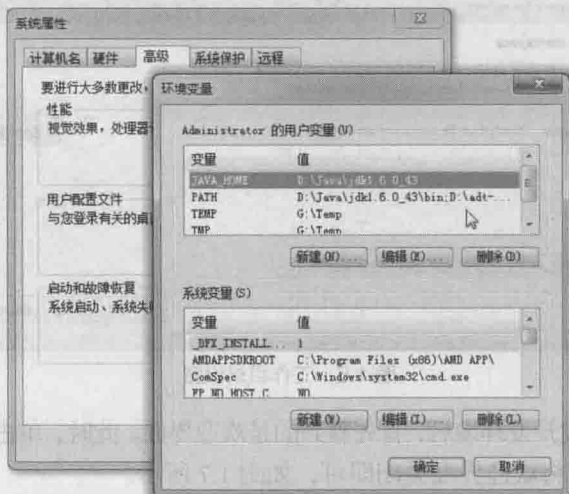 系统属性
计算机名 硬件 高级 系统保护 远程
要进行大多数更改，
性能
视觉效果，处理器
用户配置文件
与您登录有关的桌
启动和故障恢复
系统启动、系统失
环境变量
Administrator 的用户变量(U)
变量 值
JAVA_HOME D:\Java\jdk1.6.0_43
PATH D:\Java\jdk1.6.0_43\bin;D:\adt-...
TEMP G:\Temp
TMP G:\Temp
新建(N)... 编辑(E)... 删除(D)
系统变量(S)
变量 值
_DFX_INSTALL... 1
AMDAPPSDKROOT C:\Program Files (x86)\AMD APP\
ComSpec C:\Windows\system32\cmd.exe
FP_NO_HOST_C... NO
新建(W)... 编辑(I)... 删除(L)
确定 取消